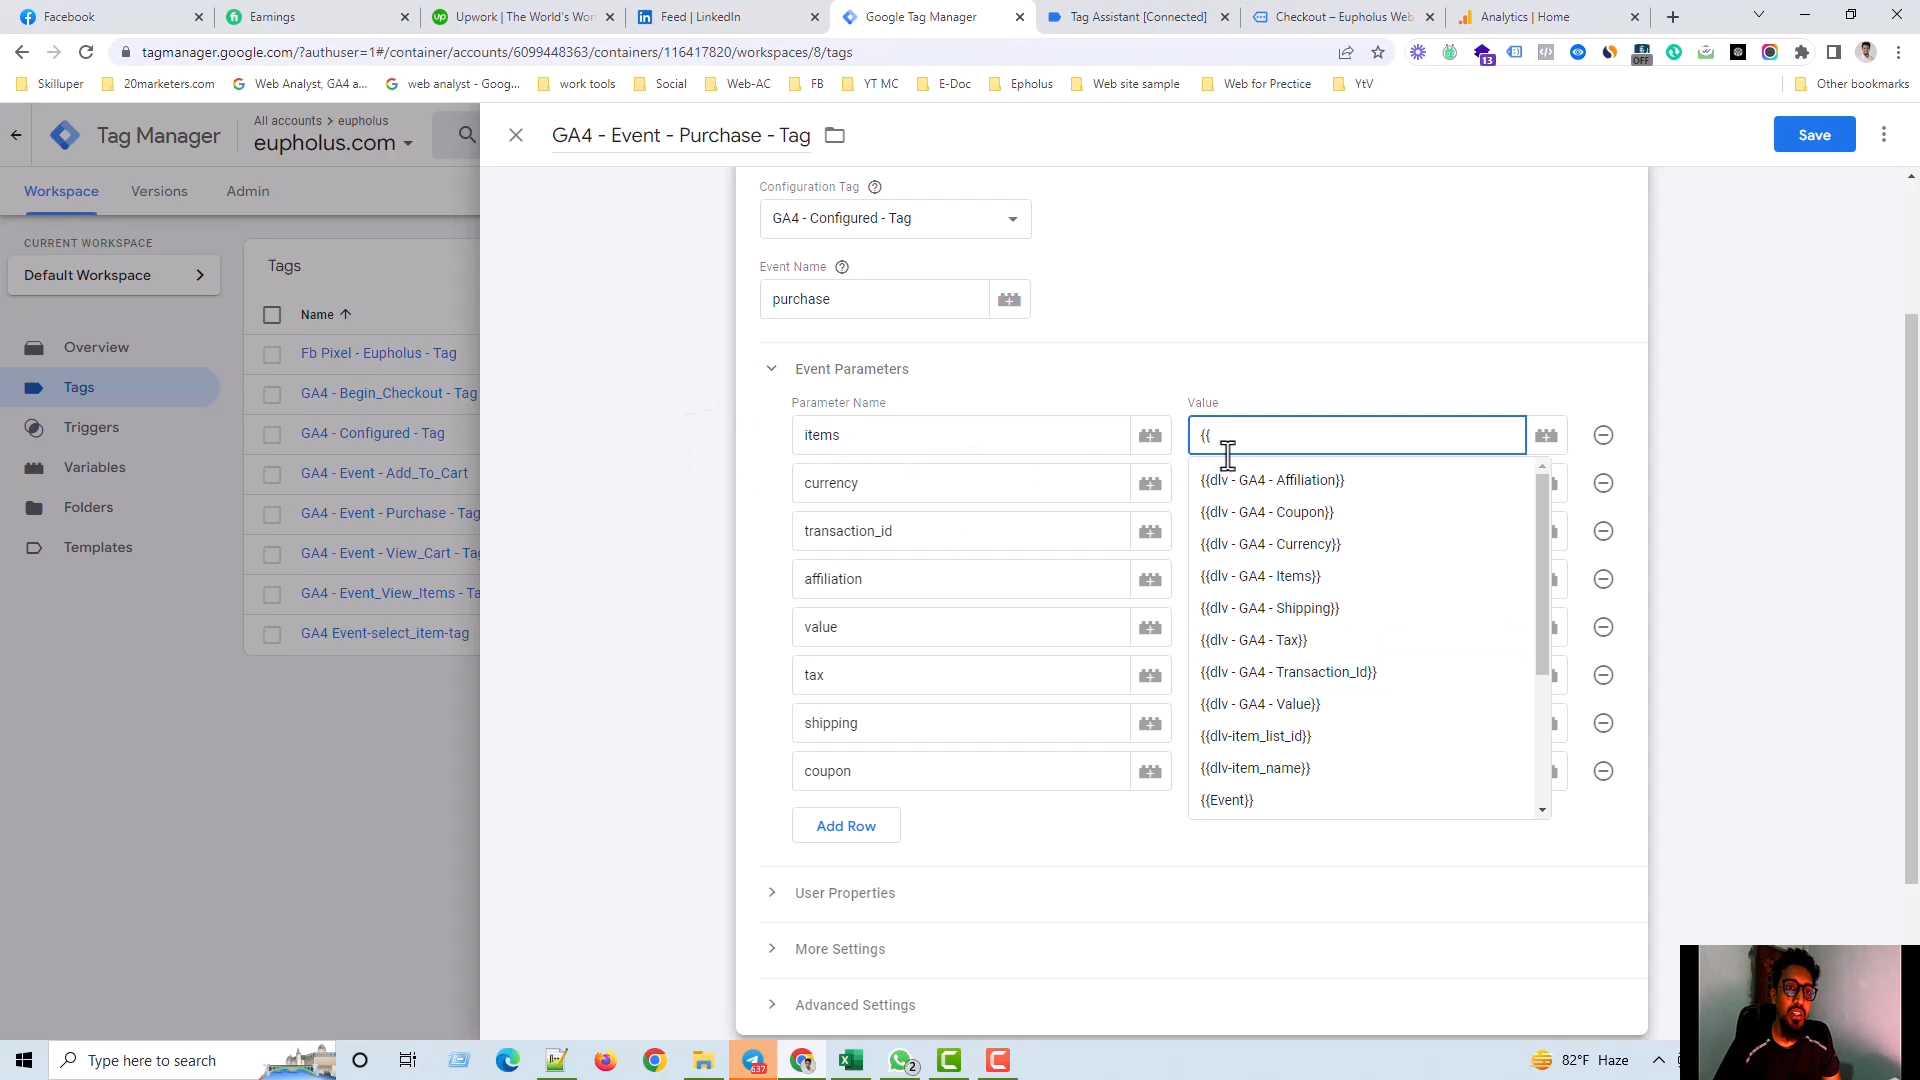 Facebook
Earnings
Upwork | The World's Wor
Feed | LinkedIn
Google Tag Manager
Tag Assistant [Connected]
Checkout – Eupholus Web
Analytics | Home
tagmanager.google.com/?authuser=1#/container/accounts/6099448363/containers/116417820/workspaces/8/tags
13
OFF
Skilluper
20marketers.com
Web Analyst, GA4 a...
web analyst - Goog...
work tools
Social
Web-AC
FB
YT MC
E-Doc
Epholus
Web site sample
Web for Prectice
YtV
Other bookmarks
Tag Manager
All accounts > eupholus
eupholus.com
GA4 - Event - Purchase - Tag
Save
Workspace
Versions
Admin
CURRENT WORKSPACE
Default Workspace
Overview
Tags
Triggers
Variables
Folders
Templates
Tags
Name
Fb Pixel - Eupholus - Tag
GA4 - Begin_Checkout - Tag
GA4 - Configured - Tag
GA4 - Event - Add_To_Cart
GA4 - Event - Purchase - Tag
GA4 - Event - View_Cart - Ta
GA4 - Event_View_Items - Ta
GA4 Event-select_item-tag
Configuration Tag
GA4 - Configured - Tag
Event Name
purchase
Event Parameters
Parameter Name
Value
items
{{
currency
transaction_id
affiliation
value
tax
shipping
coupon
{{dlv - GA4 - Affiliation}}
{{dlv - GA4 - Coupon}}
{{dlv - GA4 - Currency}}
{{dlv - GA4 - Items}}
{{dlv - GA4 - Shipping}}
{{dlv - GA4 - Tax}}
{{dlv - GA4 - Transaction_Id}}
{{dlv - GA4 - Value}}
{{dlv-item_list_id}}
{{dlv-item_name}}
{{Event}}
Add Row
User Properties
More Settings
Advanced Settings
Type here to search
637
2
82°F Haze